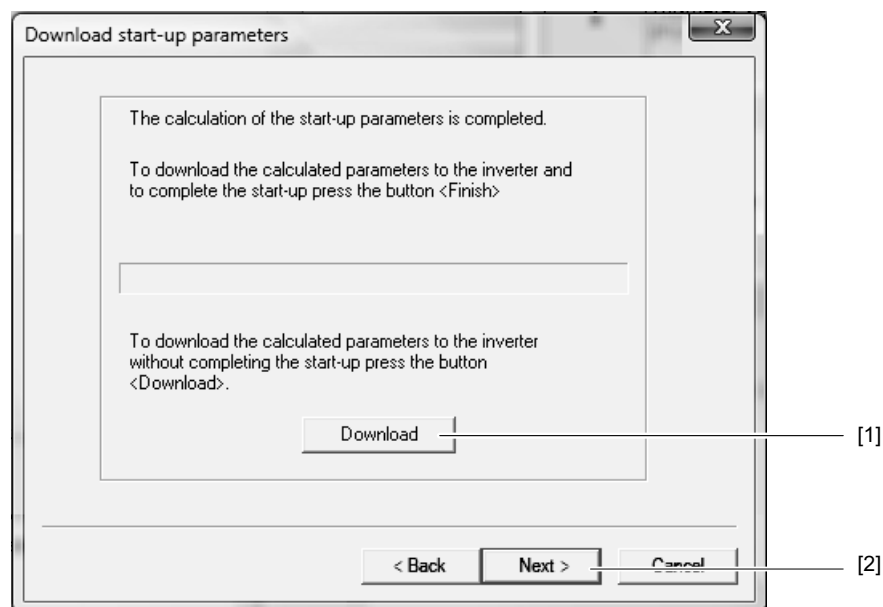 Download start-up parameters
X
The calculation of the start-up parameters is completed.
To download the calculated parameters to the inverter and
to complete the start-up press the button <Finish>
To download the calculated parameters to the inverter
without completing the start-up press the button
<Download>.
Download
[1]
< Back Next > Cancel
[2]